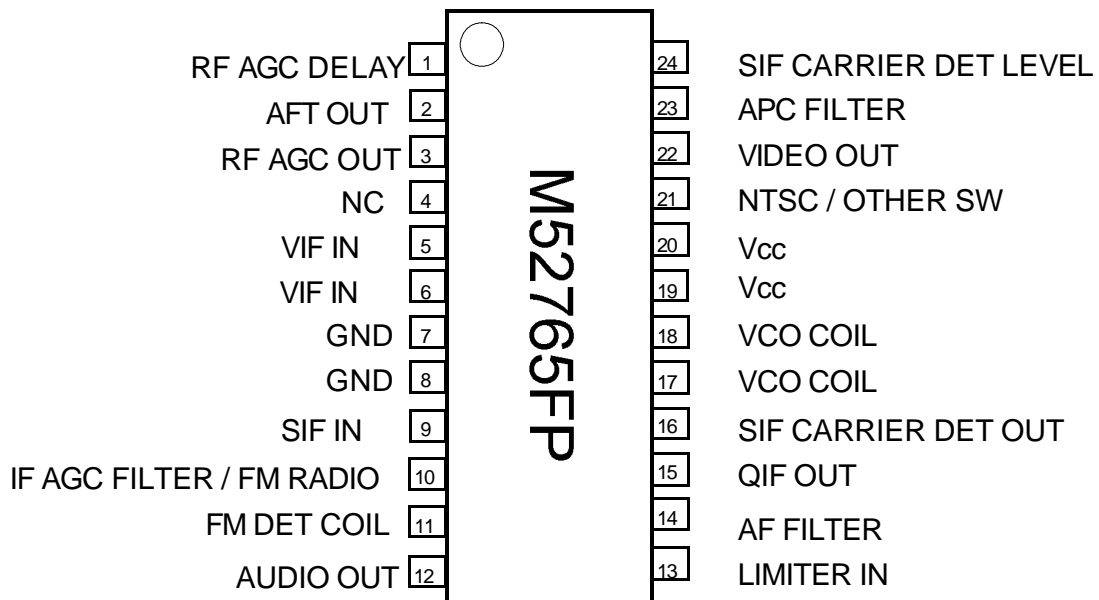 RF AGC DELAY 1
AFT OUT 2
RF AGC OUT 3
NC 4
VIF IN 5
VIF IN 6
GND 7
GND 8
SIF IN 9
IF AGC FILTER / FM RADIO 10
FM DET COIL 11
AUDIO OUT 12
M52765FP
24 SIF CARRIER DET LEVEL
23 APC FILTER
22 VIDEO OUT
21 NTSC / OTHER SW
20 Vcc
19 Vcc
18 VCO COIL
17 VCO COIL
16 SIF CARRIER DET OUT
15 QIF OUT
14 AF FILTER
13 LIMITER IN